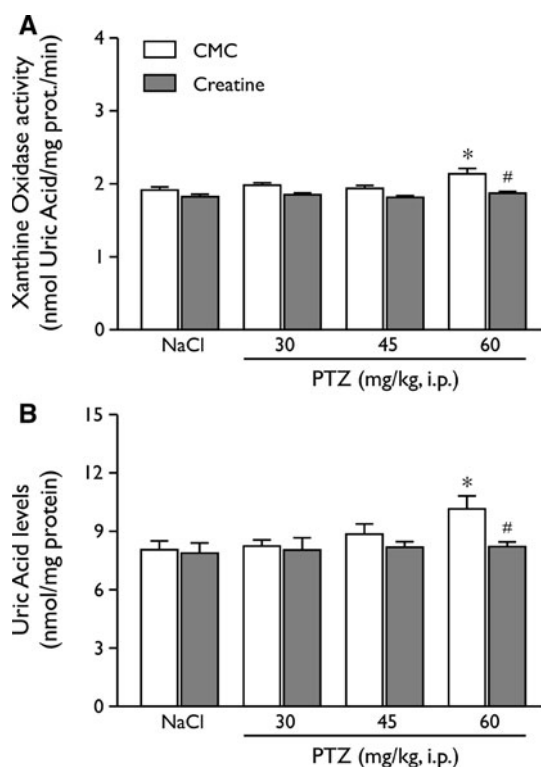 A
Xanthine Oxidase activity
(nmol Uric Acid/mg prot./min)
4
3
2
1
0
CMC
Creatine
*
#
NaCl 30 45 60
PTZ (mg/kg, i.p.)
B
Uric Acid levels
(nmol/mg protein)
15
12
9
6
3
0
*
#
NaCl 30 45 60
PTZ (mg/kg, i.p.)